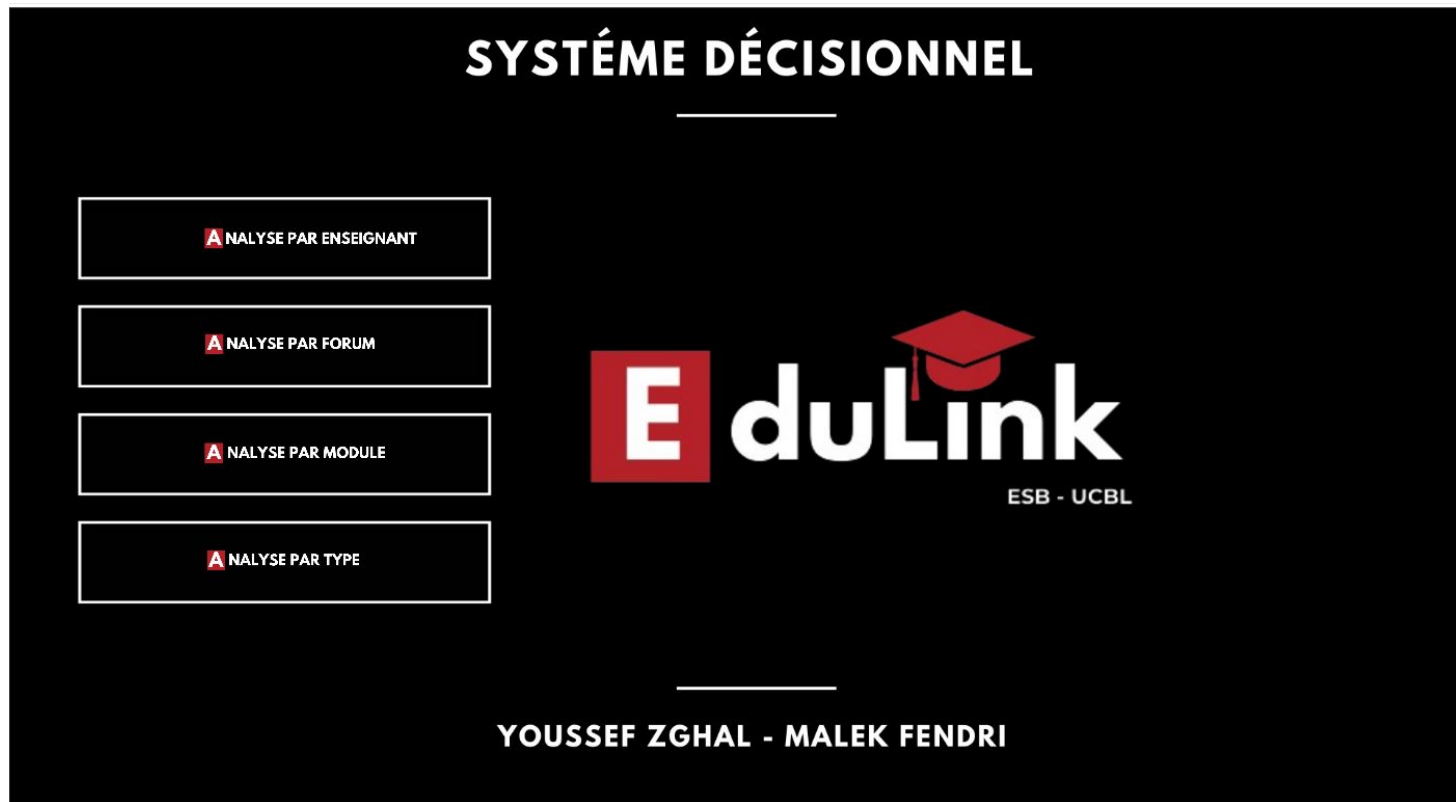 SYSTÉME DÉCISIONNEL
ANALYSE PAR ENSEIGNANT
ANALYSE PAR FORUM
ANALYSE PAR MODULE
ANALYSE PAR TYPE
EduLink
ESB - UCBL
YOUSSEF ZGHAL - MALEK FENDRI